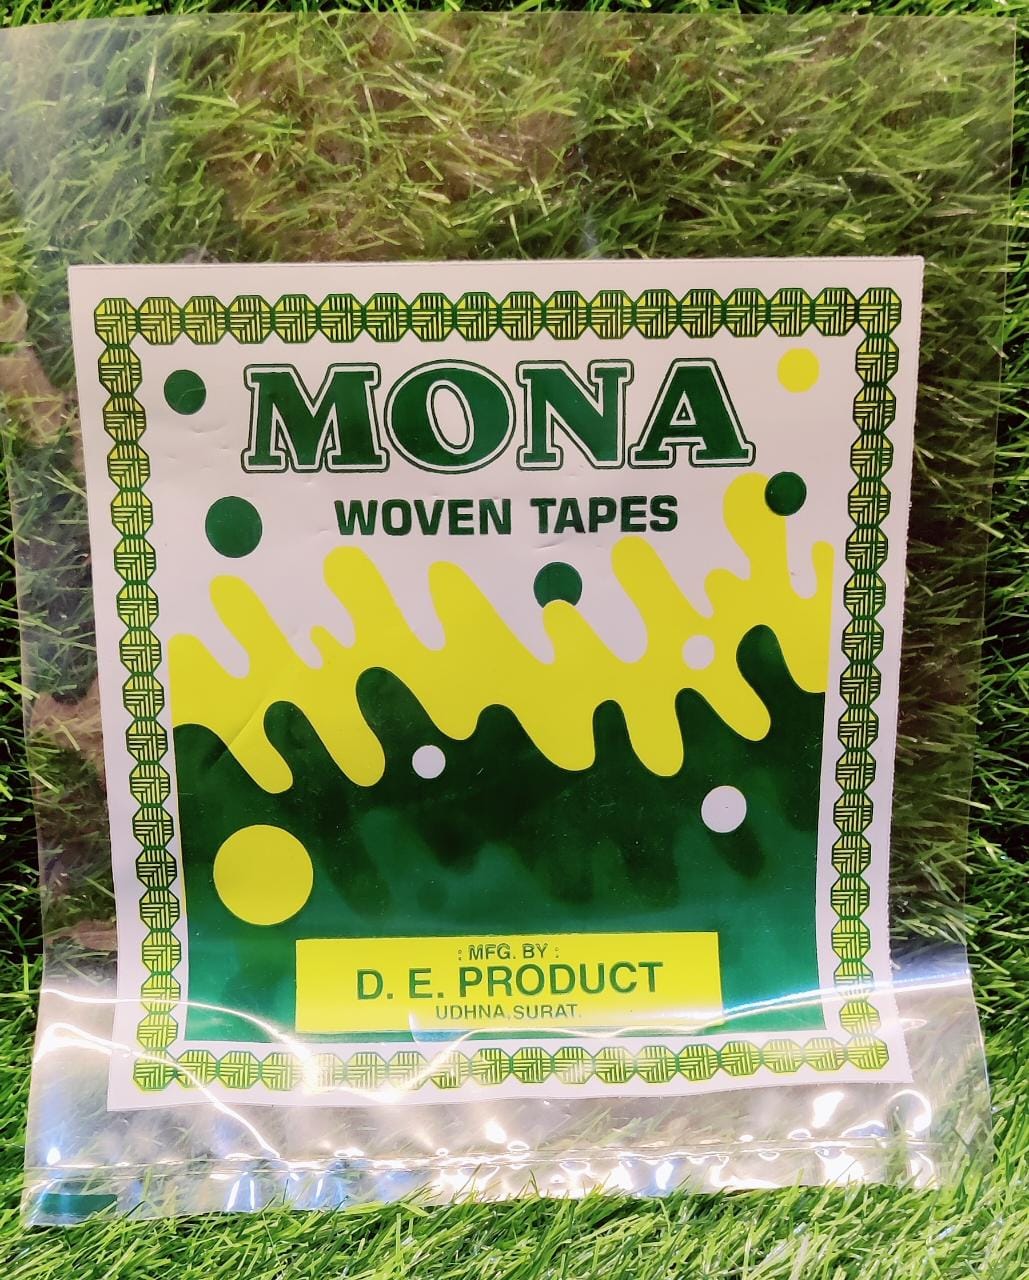 MONA
WOVEN TAPES
: MFG. BY :
D. E. PRODUCT
UDHNA,SURAT.